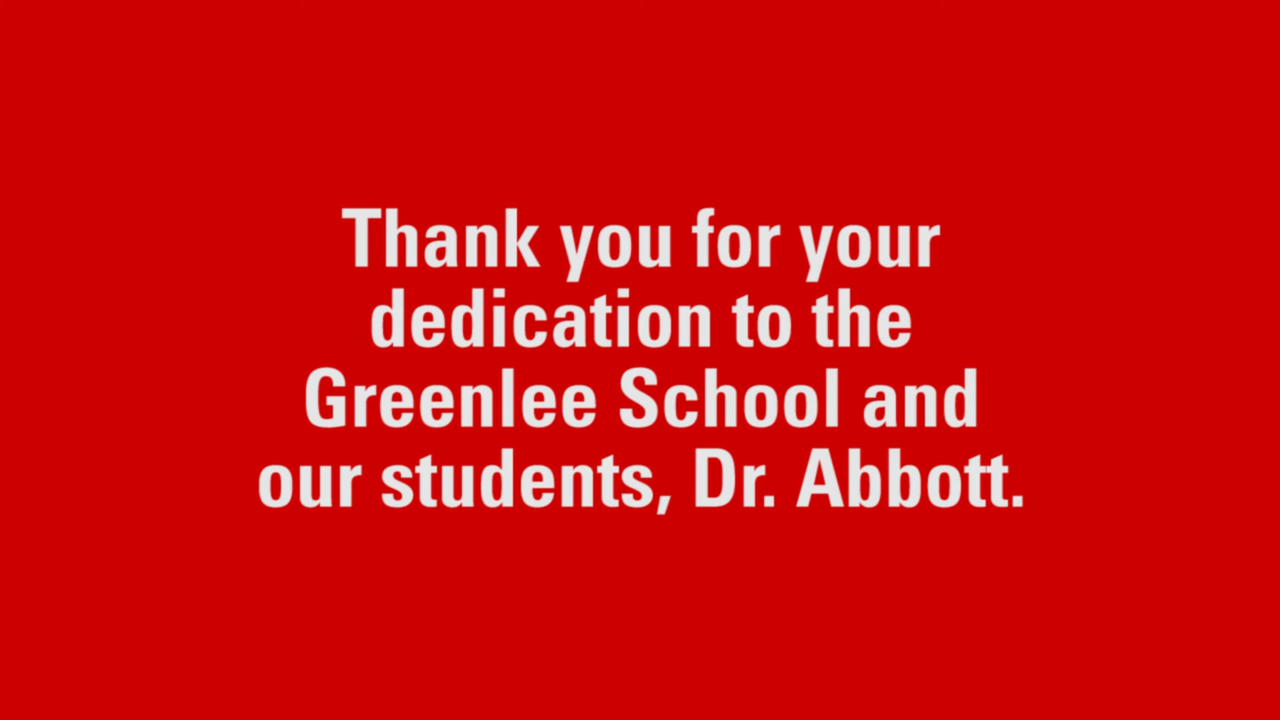 Thank you for your
dedication to the
Greenlee School and
our students, Dr. Abbott.